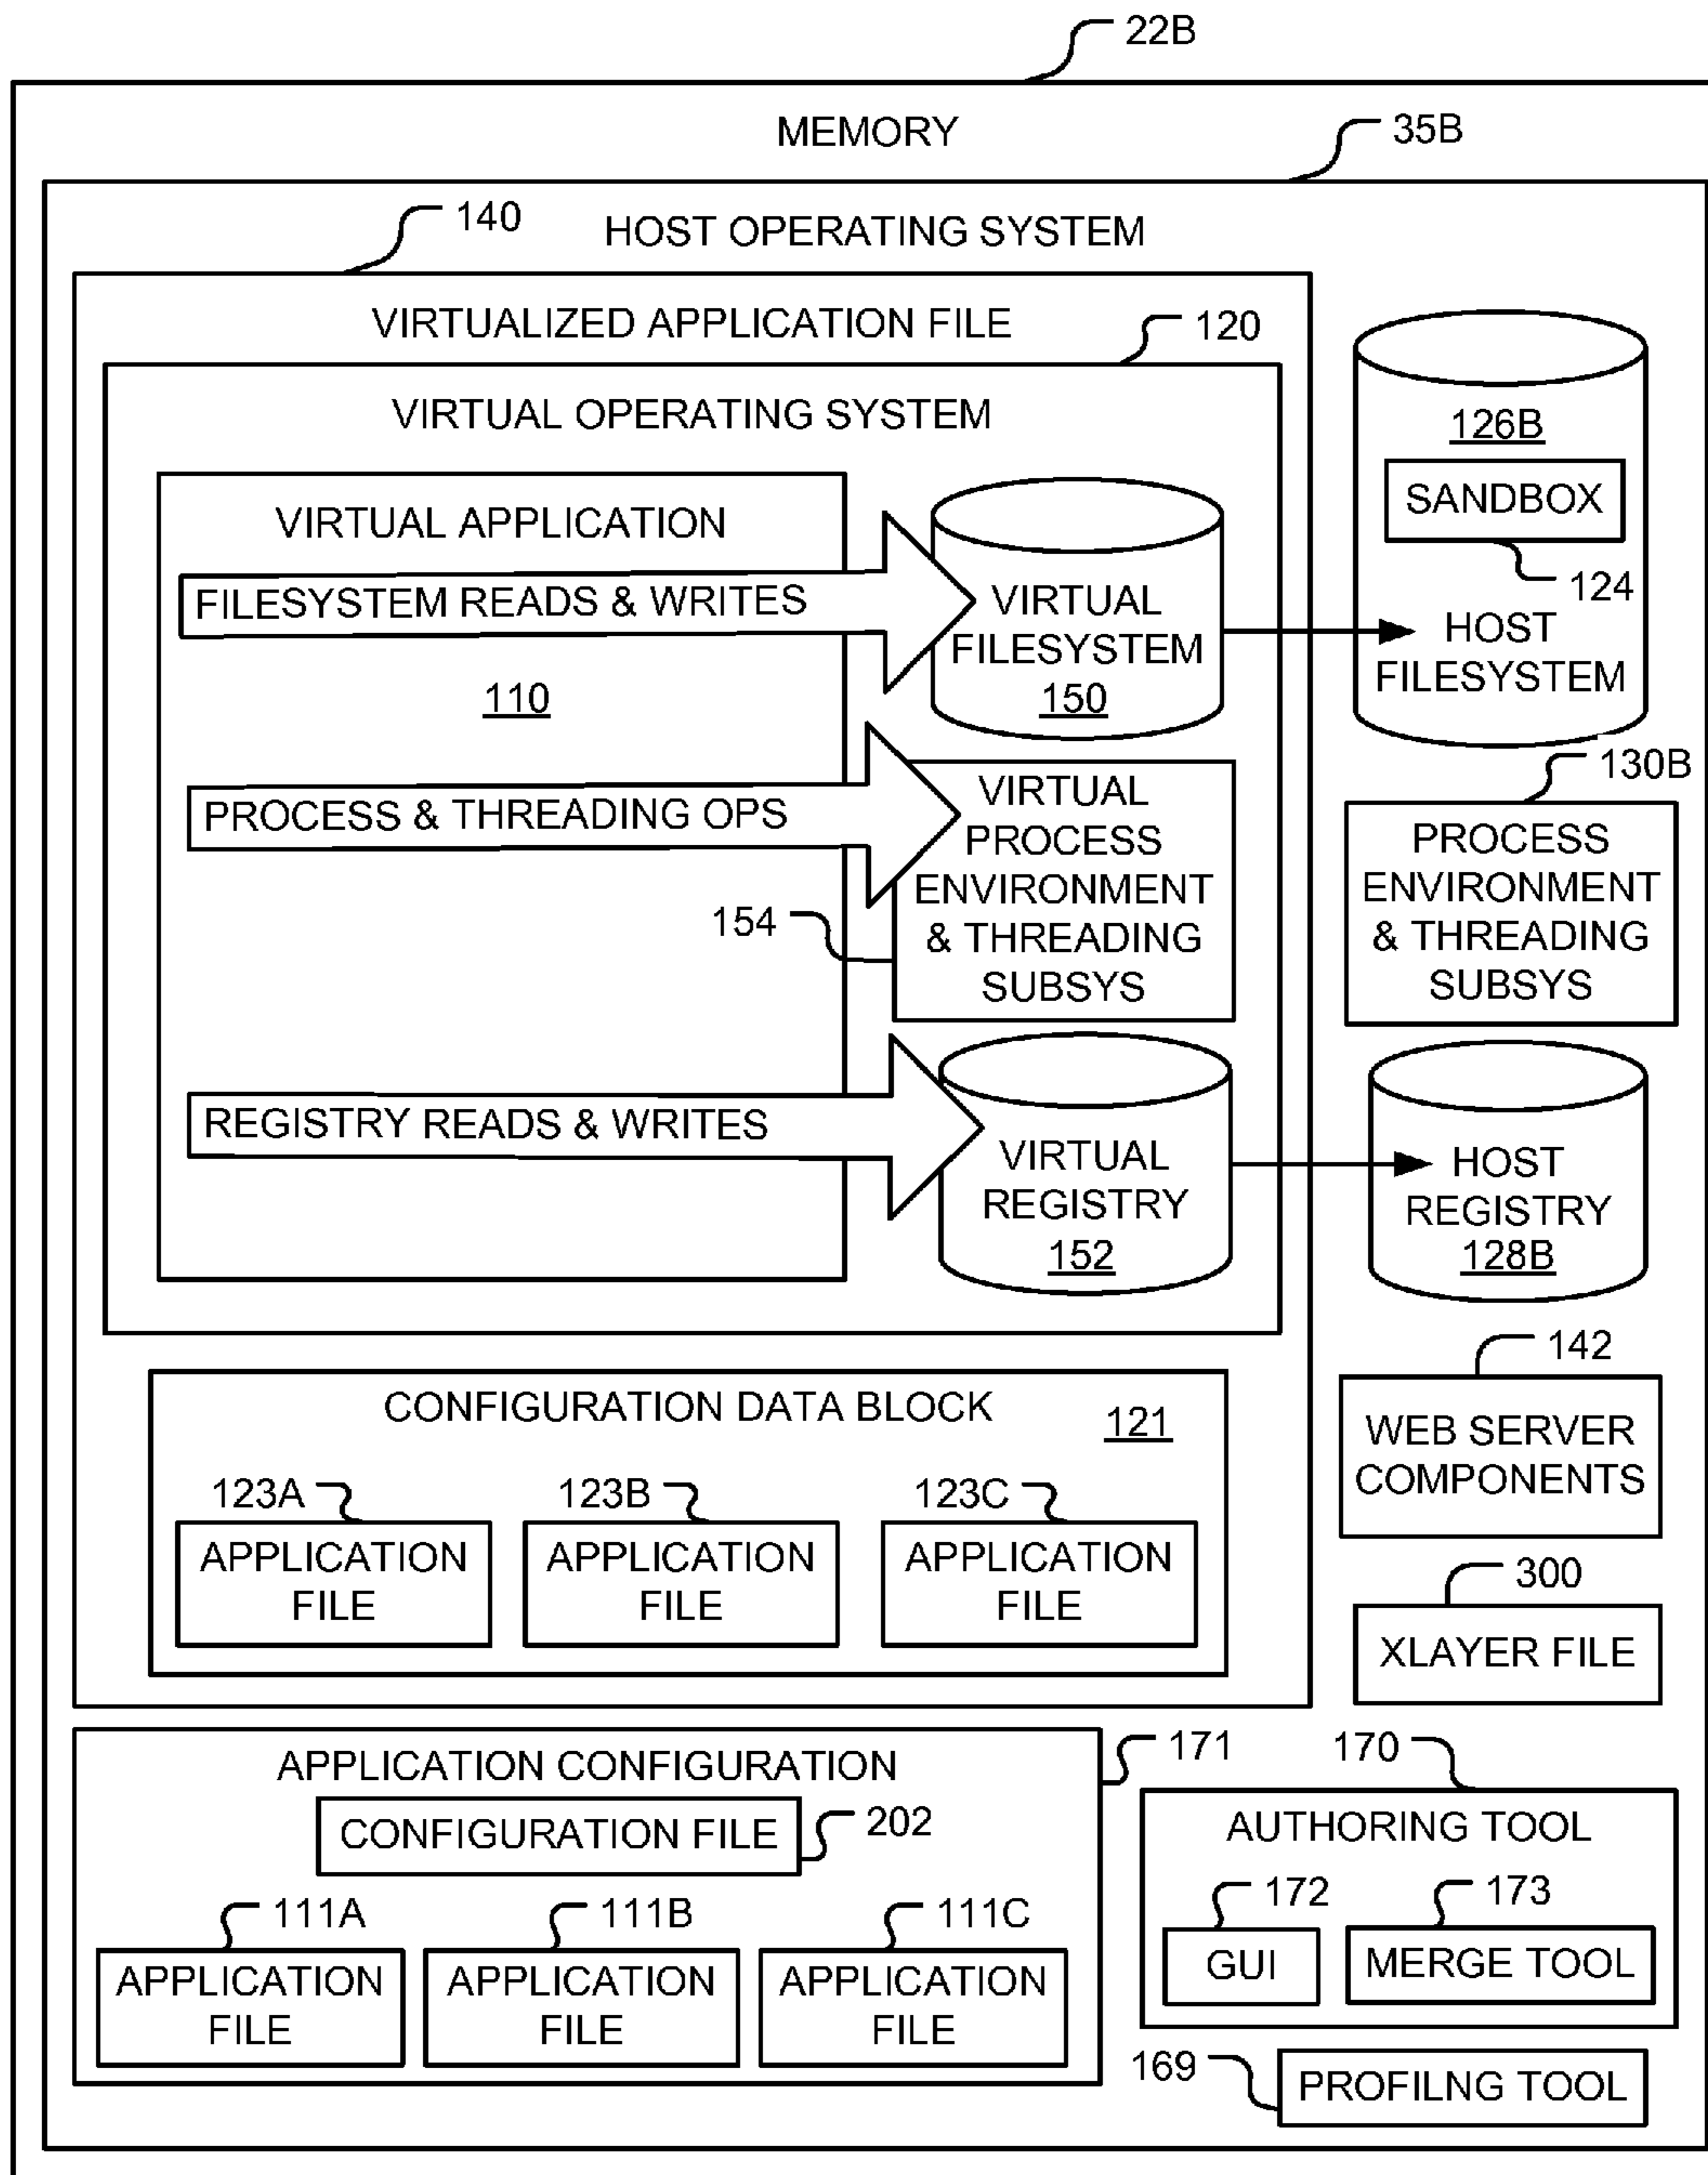 22B
MEMORY
35B
140
HOST OPERATING SYSTEM
VIRTUALIZED APPLICATION FILE
120
VIRTUAL OPERATING SYSTEM
126B
SANDBOX
124
HOST
FILESYSTEM
VIRTUAL APPLICATION
FILESYSTEM READS & WRITES
110
VIRTUAL
FILESYSTEM
150
PROCESS & THREADING OPS
154
VIRTUAL
PROCESS
ENVIRONMENT
& THREADING
SUBSYS
130B
PROCESS
ENVIRONMENT
& THREADING
SUBSYS
REGISTRY READS & WRITES
VIRTUAL
REGISTRY
152
HOST
REGISTRY
128B
CONFIGURATION DATA BLOCK
121
123A
123B
123C
APPLICATION
FILE
APPLICATION
FILE
APPLICATION
FILE
142
WEB SERVER
COMPONENTS
300
XLAYER FILE
APPLICATION CONFIGURATION
171
CONFIGURATION FILE
202
111A
111B
111C
APPLICATION
FILE
APPLICATION
FILE
APPLICATION
FILE
170
AUTHORING TOOL
172
173
GUI
MERGE TOOL
169
PROFILNG TOOL